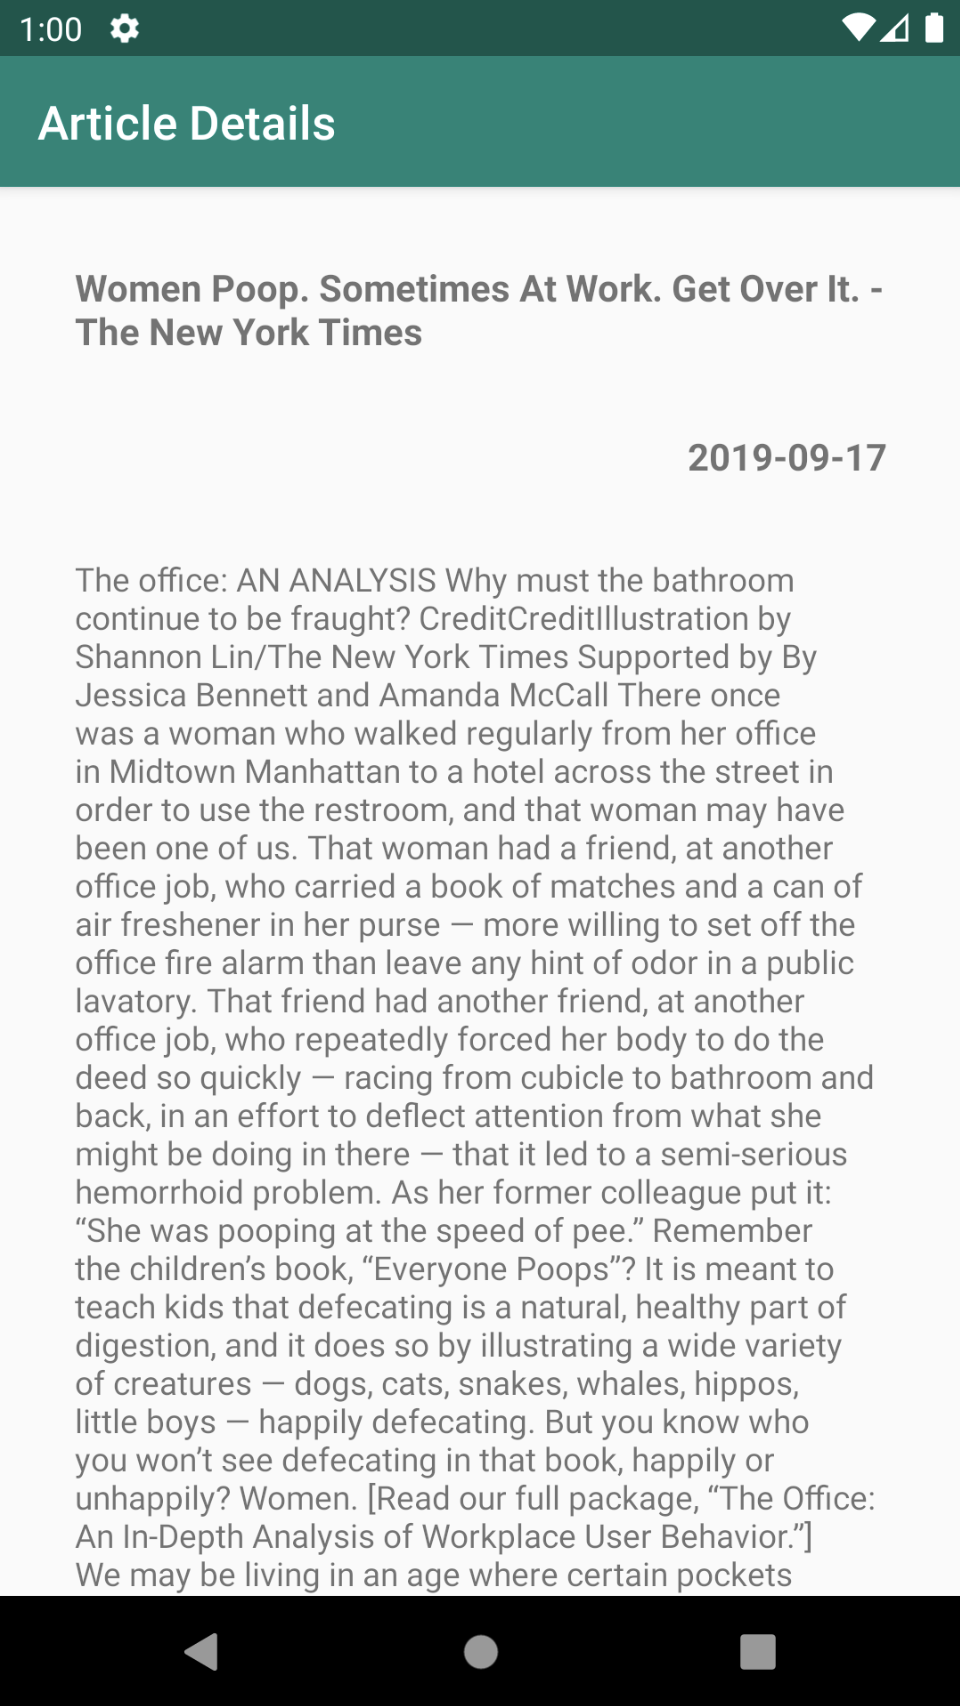 1:00
Article Details
Women Poop. Sometimes At Work. Get Over It. -
The New York Times
2019-09-17
The office: AN ANALYSIS Why must the bathroom
continue to be fraught? CreditCreditIllustration by
Shannon Lin/The New York Times Supported by By
Jessica Bennett and Amanda McCall There once
was a woman who walked regularly from her office
in Midtown Manhattan to a hotel across the street in
order to use the restroom, and that woman may have
been one of us. That woman had a friend, at another
office job, who carried a book of matches and a can of
air freshener in her purse — more willing to set off the
office fire alarm than leave any hint of odor in a public
lavatory. That friend had another friend, at another
office job, who repeatedly forced her body to do the
deed so quickly — racing from cubicle to bathroom and
back, in an effort to deflect attention from what she
might be doing in there — that it led to a semi-serious
hemorrhoid problem. As her former colleague put it:
“She was pooping at the speed of pee.” Remember
the children’s book, “Everyone Poops”? It is meant to
teach kids that defecating is a natural, healthy part of
digestion, and it does so by illustrating a wide variety
of creatures — dogs, cats, snakes, whales, hippos,
little boys — happily defecating. But you know who
you won’t see defecating in that book, happily or
unhappily? Women. [Read our full package, “The Office:
An In-Depth Analysis of Workplace User Behavior.”]
We may be living in an age where certain pockets